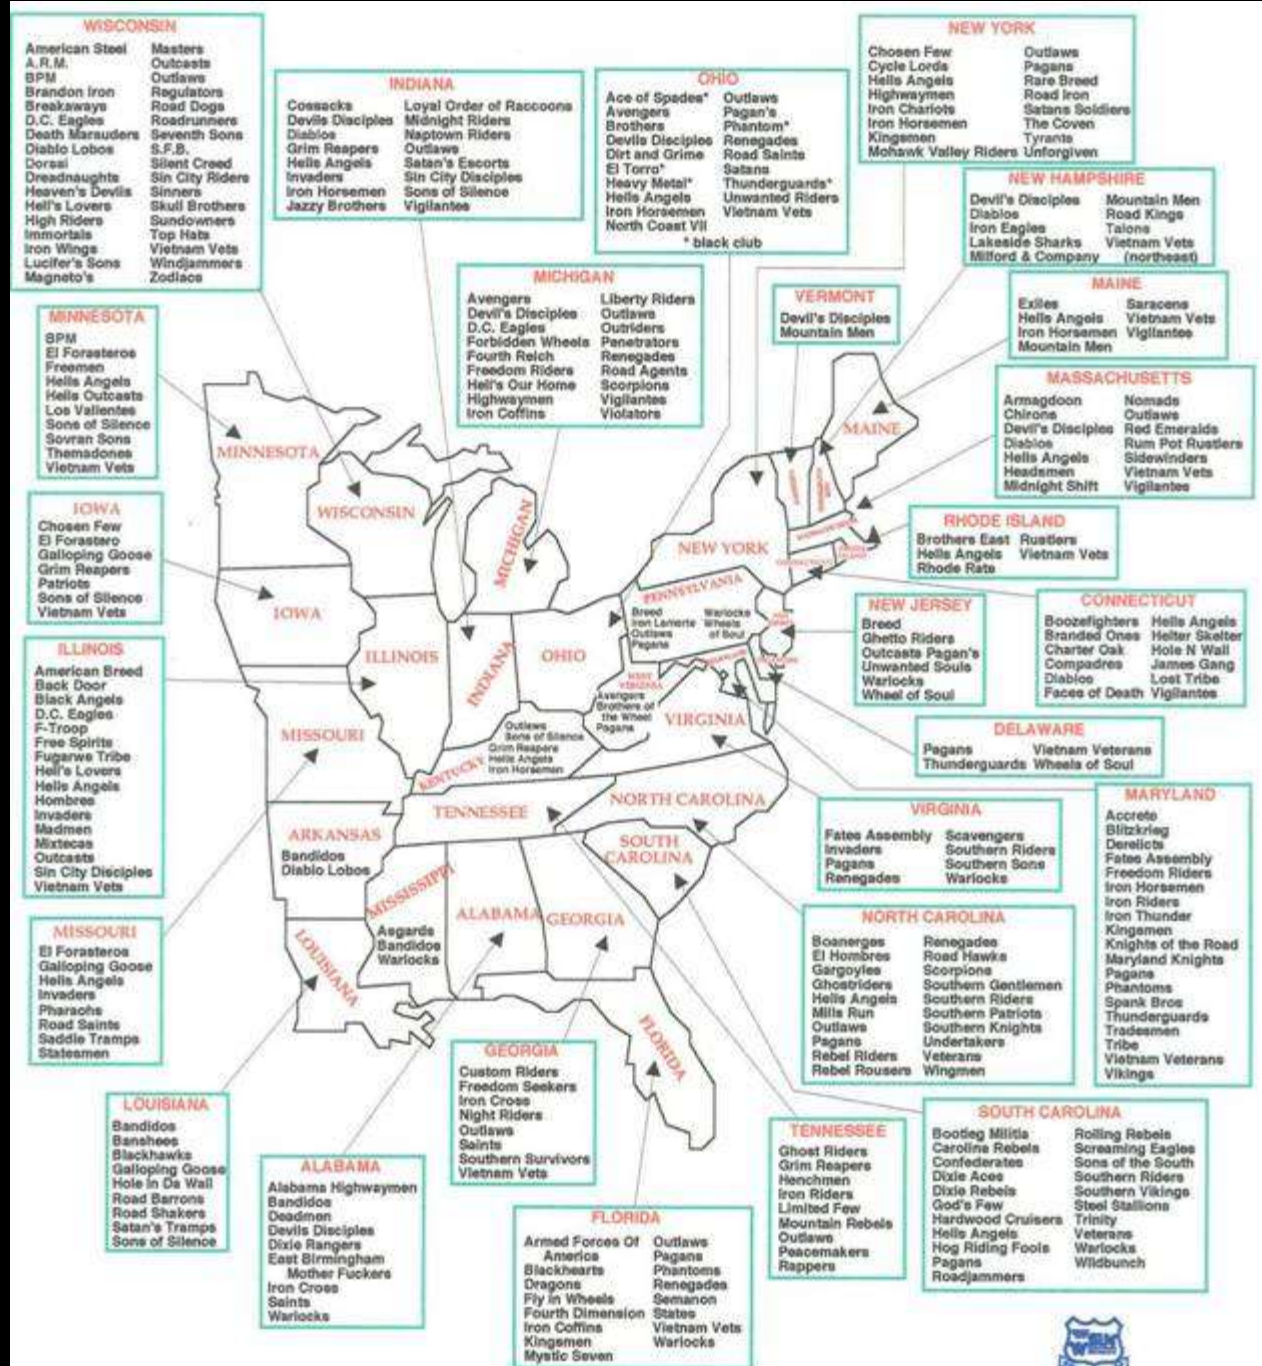 WISCONSIN
American Steel
A.R.M.
BPM
Brandon Iron
Breakaways
D.C. Eagles
Death Marauders
Diablo Lobos
Dorsai
Dreadnaughts
Heaven's Devils
Hell's Lovers
High Riders
Immortals
Iron Wings
Lucifer's Sons
Magneto's
Masters
Outcasts
Outlaws
Regulators
Road Dogs
Roadrunners
Seventh Sons
S.F.B.
Silent Creed
Sin City Riders
Sinners
Skull Brothers
Sundowners
Top Hats
Vietnam Vets
Windjammers
Zodiacs
INDIANA
Cossacks
Devils Disciples
Diablos
Grim Reapers
Hells Angels
Invaders
Iron Horsemen
Jazzy Brothers
Loyal Order of Raccoons
Midnight Riders
Naptown Riders
Outlaws
Satan's Escorts
Sin City Disciples
Sons of Silence
Vigilantes
OHIO
Ace of Spades*
Avengers
Brothers
Devils Disciples
Dirt and Grime
El Torro*
Heavy Metal*
Hells Angels
Iron Horsemen
North Coast VII
Outlaws
Pagan's
Phantom*
Renegades
Road Saints
Satans
Thunderguards*
Unwanted Riders
Vietnam Vets
* black club
NEW YORK
Chosen Few
Cycle Lords
Hells Angels
Highwaymen
Iron Chariots
Iron Horsemen
Kingsmen
Mohawk Valley Riders
Outlaws
Pagans
Rare Breed
Road Iron
Satans Soldiers
The Coven
Tyrants
Unforgiven
NEW HAMPSHIRE
Devil's Disciples
Diablos
Iron Eagles
Lakeside Sharks
Milford & Company
Mountain Men
Road Kings
Talons
Vietnam Vets
(northeast)
MICHIGAN
Avengers
Devil's Disciples
D.C. Eagles
Forbidden Wheels
Fourth Reich
Freedom Riders
Hell's Our Home
Highwaymen
Iron Coffins
Liberty Riders
Outlaws
Outriders
Penetrators
Renegades
Road Agents
Scorpions
Vigilantes
Violators
VERMONT
Devil's Disciples
Mountain Men
MAINE
Exiles
Hells Angels
Iron Horsemen
Mountain Men
Saracens
Vietnam Vets
Vigilantes
MINNESOTA
BPM
El Forasteros
Freemen
Hells Angels
Hells Outcasts
Los Valientes
Sons of Silence
Sovran Sons
Themadones
Vietnam Vets
MASSACHUSETTS
Armagdoon
Chirons
Devil's Disciples
Diablos
Hells Angels
Headsmen
Midnight Shift
Nomads
Outlaws
Red Emeralds
Rum Pot Rustlers
Sidewinders
Vietnam Vets
Vigilantes
IOWA
Chosen Few
El Forastero
Galloping Goose
Grim Reapers
Patriots
Sons of Silence
Vietnam Vets
RHODE ISLAND
Brothers East
Hells Angels
Rhode Rats
Rustlers
Vietnam Vets
NEW JERSEY
Breed
Ghetto Riders
Outcasts Pagan's
Unwanted Souls
Warlocks
Wheel of Soul
CONNECTICUT
Boozefighters
Branded Ones
Charter Oak
Compadres
Diablos
Faces of Death
Hells Angels
Helter Skelter
Hole N Wall
James Gang
Lost Tribe
Vigilantes
ILLINOIS
American Breed
Back Door
Black Angels
D.C. Eagles
F-Troop
Free Spirits
Fugarwe Tribe
Hell's Lovers
Hells Angels
Hombres
Invaders
Madmen
Mixtecas
Outcasts
Sin City Disciples
Vietnam Vets
DELAWARE
Pagans
Thunderguards
Vietnam Veterans
Wheels of Soul
MINNESOTA
WISCONSIN
MICHIGAN
MAINE
NEW YORK
IOWA
ILLINOIS
INDIANA
OHIO
PENNSYLVANIA
Breed
Iron Lamerte
Outlaws
Pagans
Warlocks
Wheels
of Soul
WEST
VIRGINIA
Avengers
Brothers of
the Wheel
Pagans
VIRGINIA
MISSOURI
KENTUCKY
Outlaws
Sons of Silence
Grim Reapers
Hells Angels
Iron Horsemen
TENNESSEE
NORTH CAROLINA
ARKANSAS
Bandidos
Diablo Lobos
SOUTH
CAROLINA
MISSISSIPPI
Asgards
Bandidos
Warlocks
ALABAMA
GEORGIA
LOUISIANA
FLORIDA
VIRGINIA
Fates Assembly
Invaders
Pagans
Renegades
Scavengers
Southern Riders
Southern Sons
Warlocks
MARYLAND
Accrete
Blitzkrieg
Derelicts
Fates Assembly
Freedom Riders
Iron Horsemen
Iron Riders
Iron Thunder
Kingsmen
Knights of the Road
Maryland Knights
Pagans
Phantoms
Spank Bros
Thunderguards
Tradesmen
Tribe
Vietnam Veterans
Vikings
MISSOURI
El Forasteros
Galloping Goose
Hells Angels
Invaders
Pharaohs
Road Saints
Saddle Tramps
Statesmen
NORTH CAROLINA
Boanerges
El Hombres
Gargoyles
Ghostriders
Hells Angels
Mills Run
Outlaws
Pagans
Rebel Riders
Rebel Rousers
Renegades
Road Hawks
Scorpions
Southern Gentlemen
Southern Riders
Southern Patriots
Southern Knights
Undertakers
Veterans
Wingmen
LOUISIANA
Bandidos
Banshees
Blackhawks
Galloping Goose
Hole In Da Wall
Road Barrons
Road Shakers
Satan's Tramps
Sons of Silence
GEORGIA
Custom Riders
Freedom Seekers
Iron Cross
Night Riders
Outlaws
Saints
Southern Survivors
Vietnam Vets
ALABAMA
Alabama Highwaymen
Bandidos
Deadmen
Devils Disciples
Dixie Rangers
East Birmingham
Mother Fuckers
Iron Cross
Saints
Warlocks
FLORIDA
Armed Forces Of
America
Blackhearts
Dragons
Fly in Wheels
Fourth Dimension
Iron Coffins
Kingsmen
Mystic Seven
Outlaws
Pagans
Phantoms
Renegades
Semanon
States
Vietnam Vets
Warlocks
TENNESSEE
Ghost Riders
Grim Reapers
Henchmen
Iron Riders
Limited Few
Mountain Rebels
Outlaws
Peacemakers
Rappers
SOUTH CAROLINA
Bootleg Militia
Carolina Rebels
Confederates
Dixie Aces
Dixie Rebels
God's Few
Hardwood Cruisers
Hells Angels
Hog Riding Fools
Pagans
Roadjammers
Rolling Rebels
Screaming Eagles
Sons of the South
Southern Riders
Southern Vikings
Steel Stallions
Trinity
Veterans
Warlocks
Wildbunch